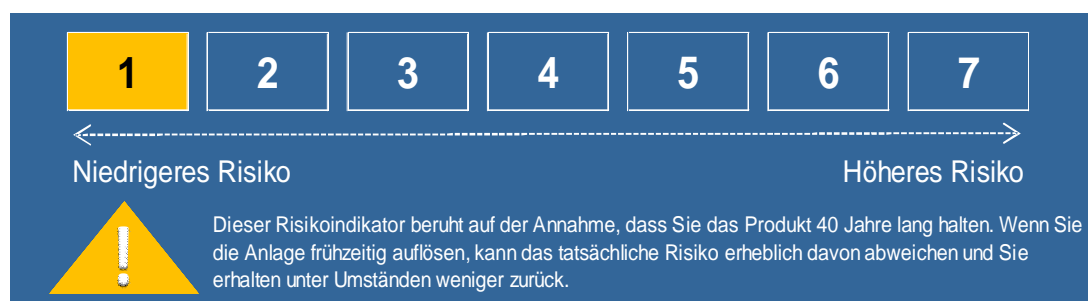 1 2 3 4 5 6 7
Niedrigeres Risiko Höheres Risiko
Dieser Risikoindikator beruht auf der Annahme, dass Sie das Produkt 40 Jahre lang halten. Wenn Sie
die Anlage frühzeitig auflösen, kann das tatsächliche Risiko erheblich davon abweichen und Sie
erhalten unter Umständen weniger zurück.